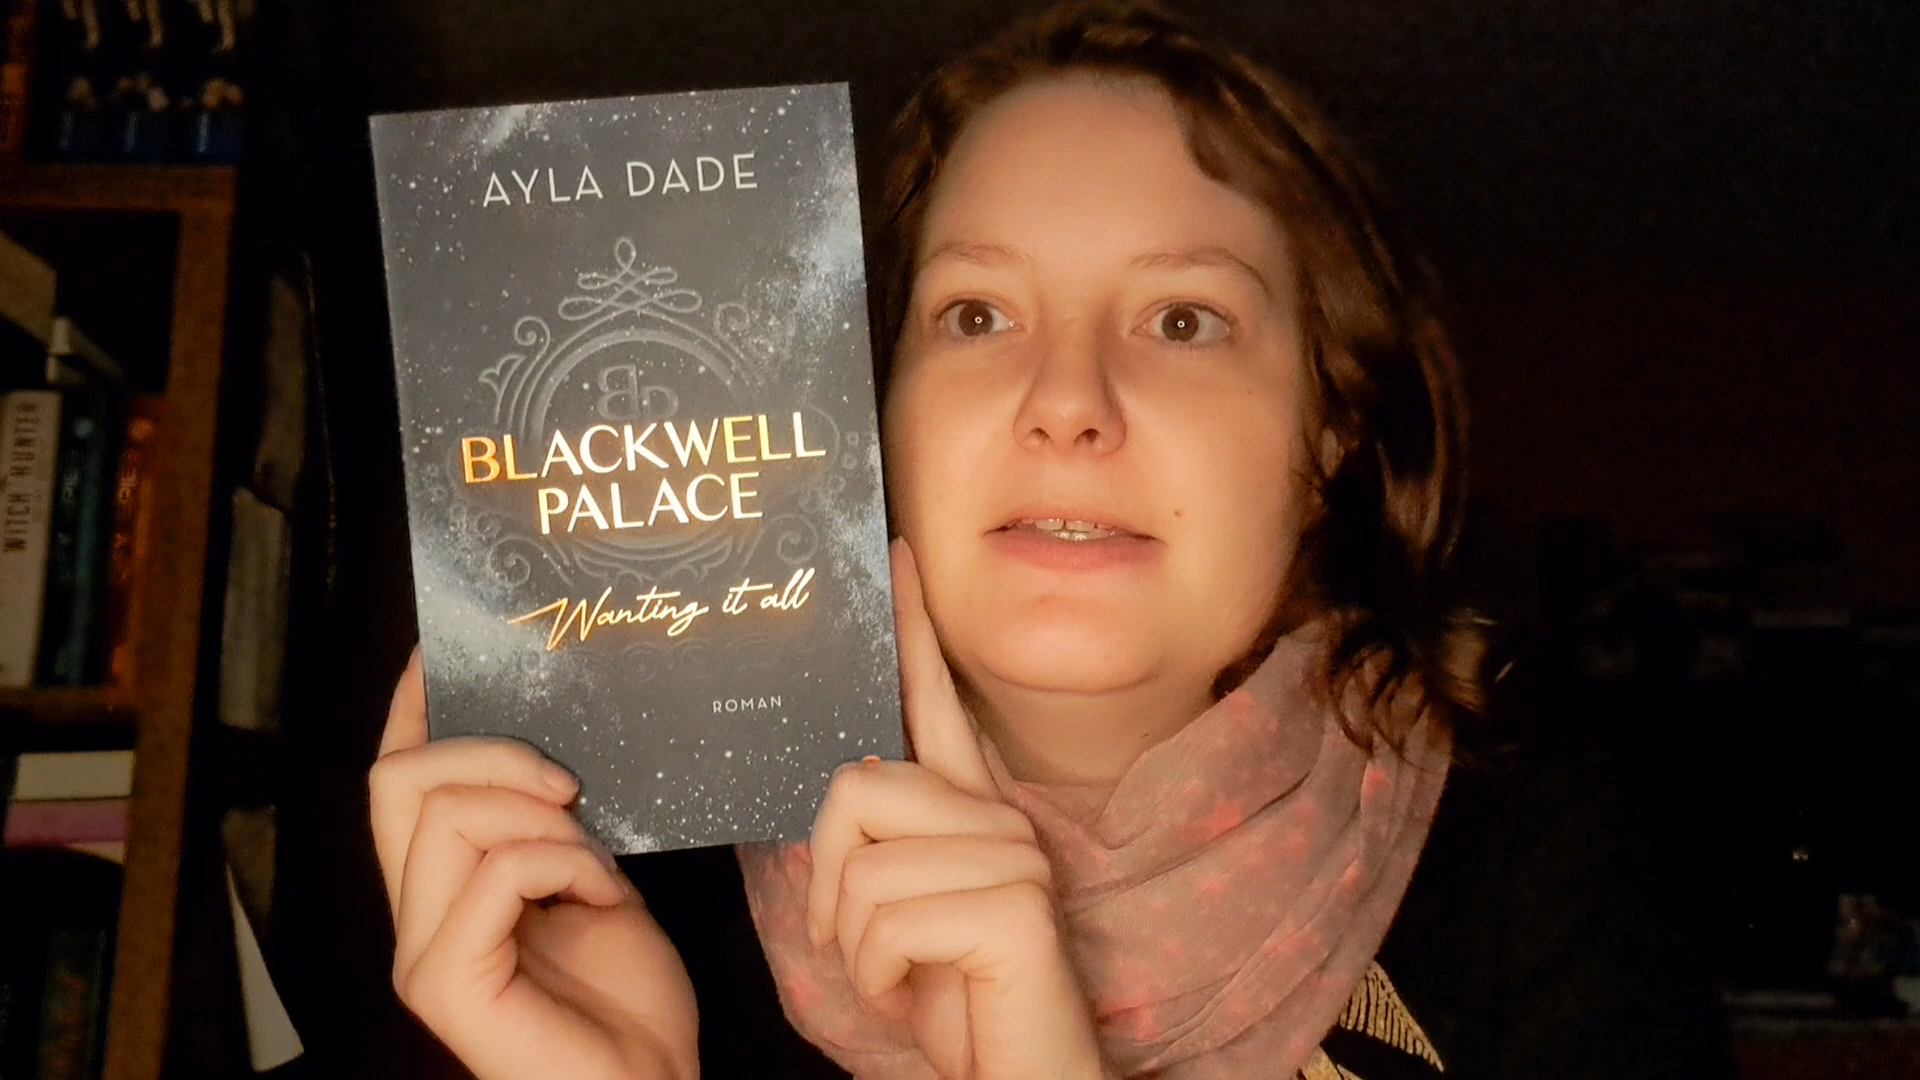 AYLA DADE
BLACKWELL
PALACE
Wanting it all
ROMAN
WITCH HUNTER